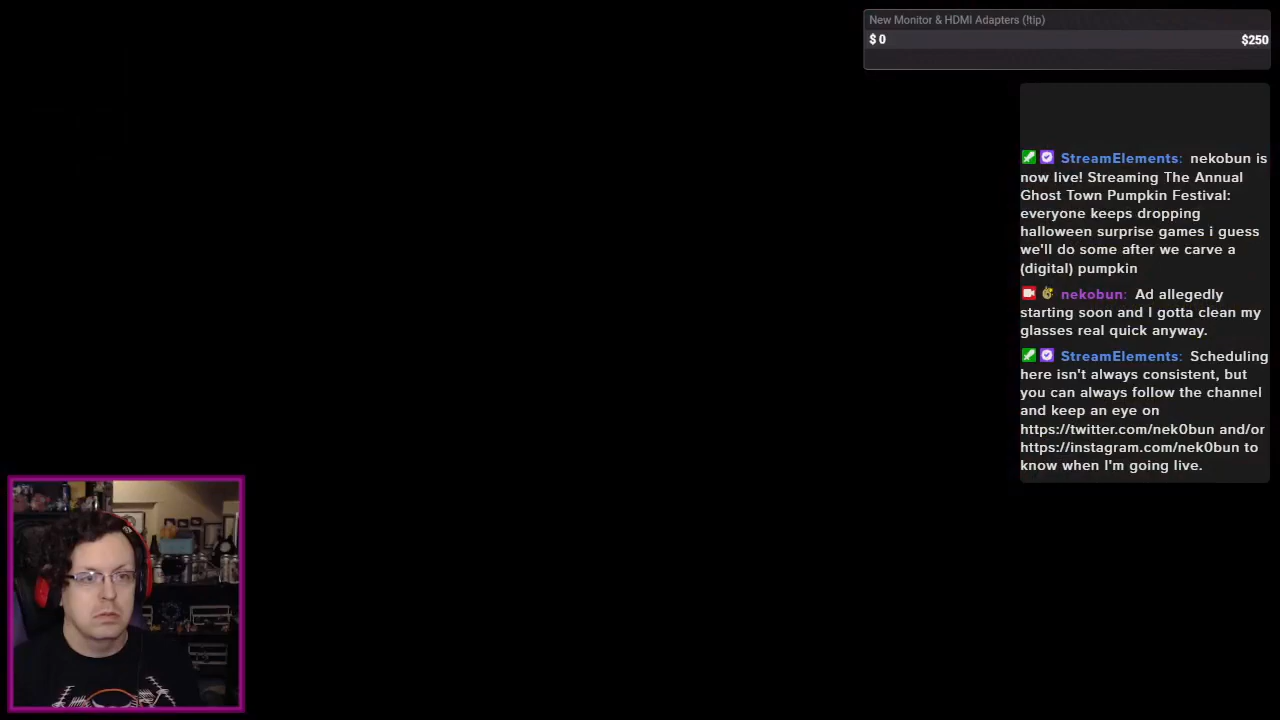 New Monitor & HDMI Adapters (!tip)
$ 0 $250
StreamElements: nekobun is
now live! Streaming The Annual
Ghost Town Pumpkin Festival:
everyone keeps dropping
halloween surprise games i guess
we'll do some after we carve a
(digital) pumpkin
nekobun: Ad allegedly
starting soon and I gotta clean my
glasses real quick anyway.
StreamElements: Scheduling
here isn't always consistent, but
you can always follow the channel
and keep an eye on
https://twitter.com/nek0bun and/or
https://instagram.com/nek0bun to
know when I'm going live.